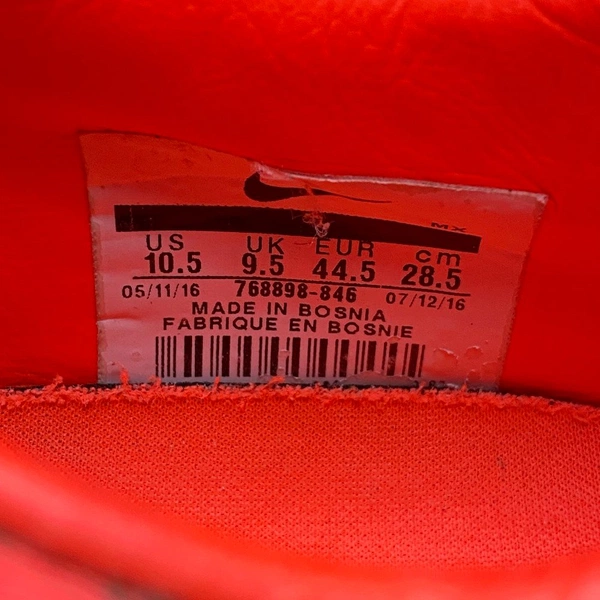 MX
US UK EUR cm
10.5 9.5 44.5 28.5
05/11/16 768898-846 07/12/16
MADE IN BOSNIA
FABRIQUE EN BOSNIE